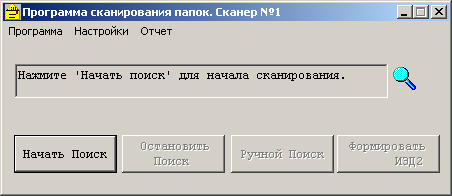 Программа сканирования папок. Сканер №1
Программа Настройки Отчет
Нажмите 'Начать поиск' для начала сканирования.
Начать Поиск
Остановить
Поиск
Ручной Поиск
Формировать
ИЭД2